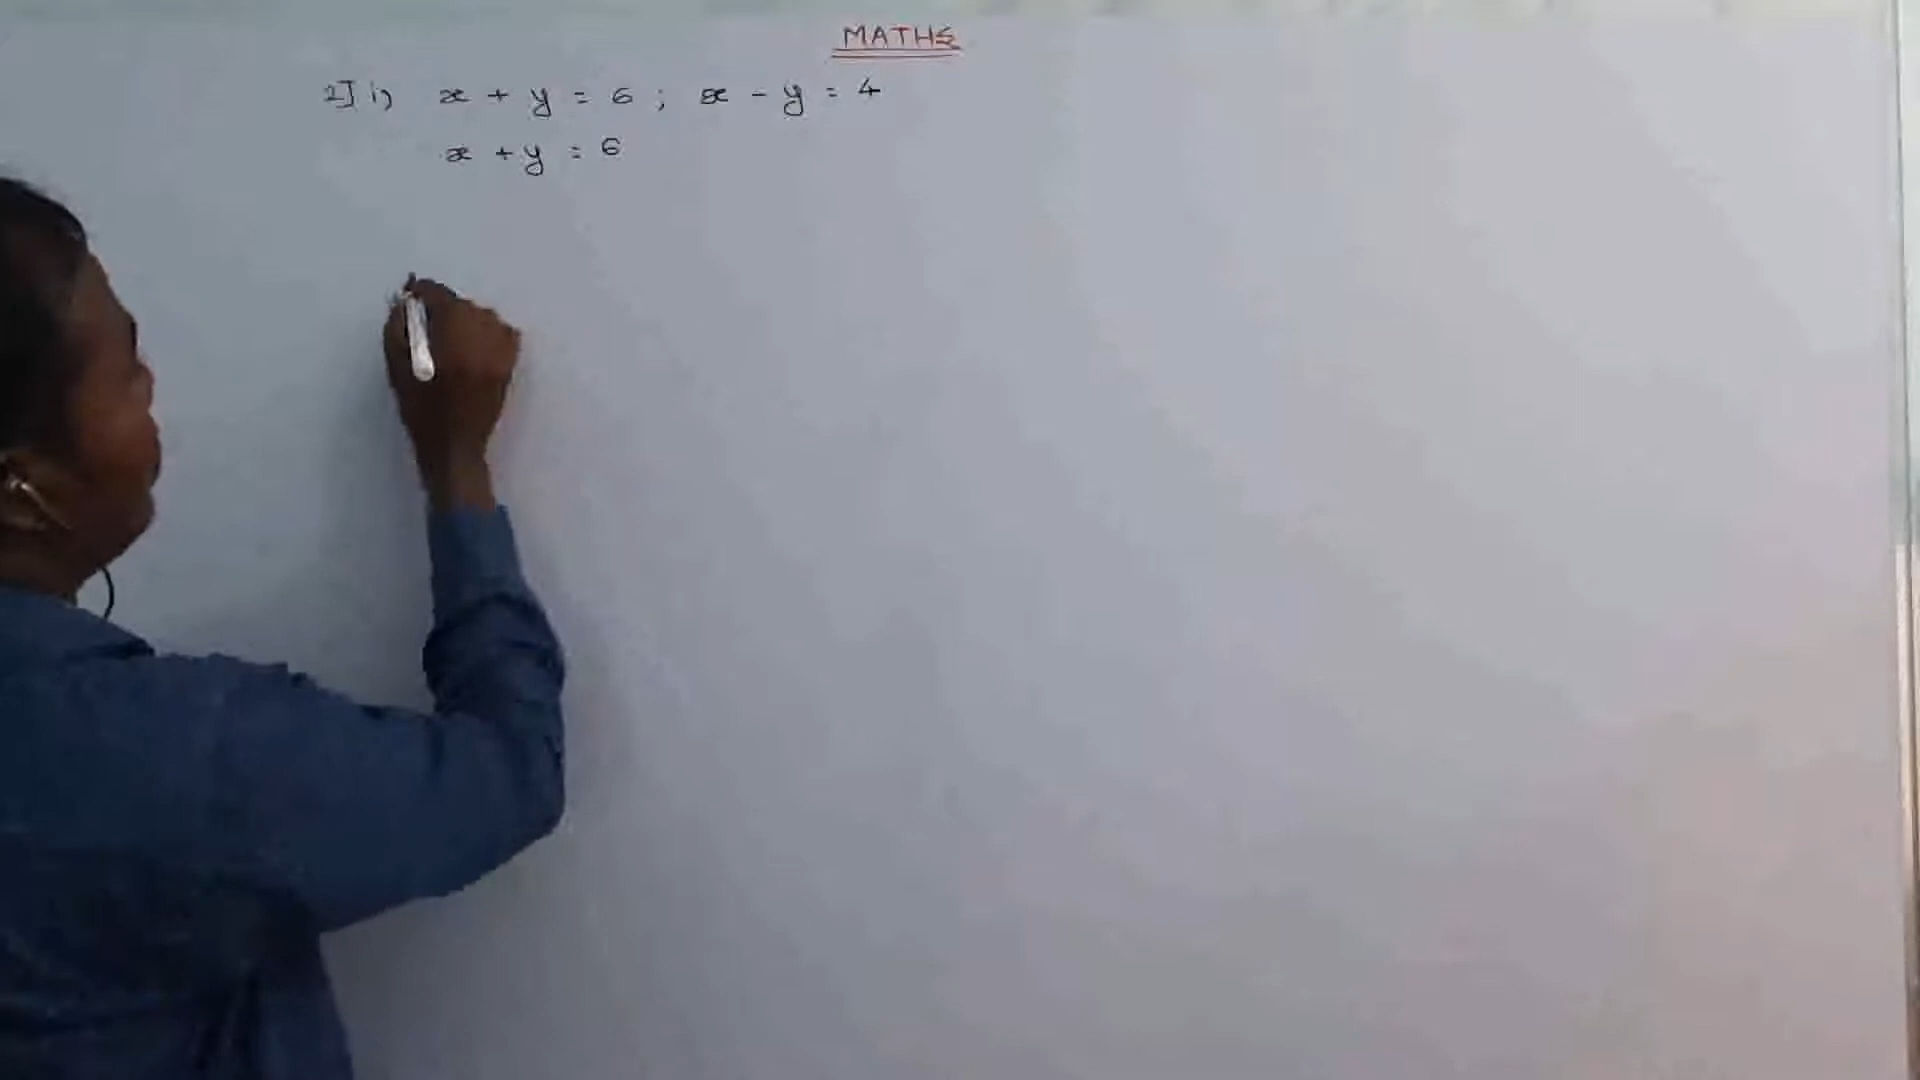 MATHS
2] i) x + y = 6 ; x - y = 4
x + y = 6